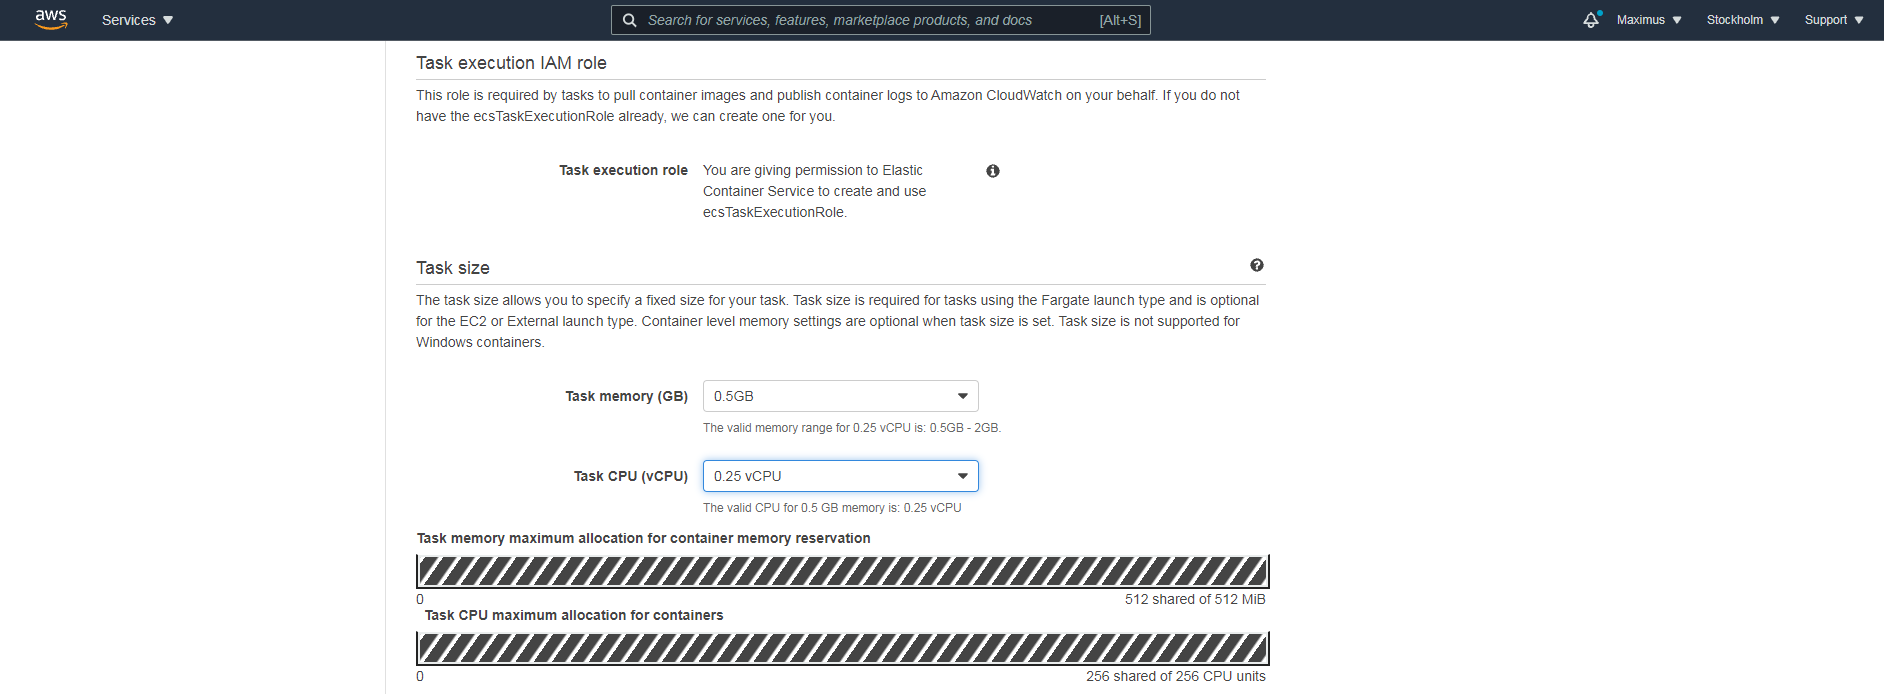 aws Services Search for services, features, marketplace products, and docs [Alt+S] Maximus Stockholm Support
Task execution IAM role
This role is required by tasks to pull container images and publish container logs to Amazon CloudWatch on your behalf. If you do not
have the ecsTaskExecutionRole already, we can create one for you.
Task execution role You are giving permission to Elastic
Container Service to create and use
ecsTaskExecutionRole.
Task size
The task size allows you to specify a fixed size for your task. Task size is required for tasks using the Fargate launch type and is optional
for the EC2 or External launch type. Container level memory settings are optional when task size is set. Task size is not supported for
Windows containers.
Task memory (GB) 0.5GB
The valid memory range for 0.25 vCPU is: 0.5GB - 2GB.
Task CPU (vCPU) 0.25 vCPU
The valid CPU for 0.5 GB memory is: 0.25 vCPU
Task memory maximum allocation for container memory reservation
0 512 shared of 512 MiB
Task CPU maximum allocation for containers
0 256 shared of 256 CPU units